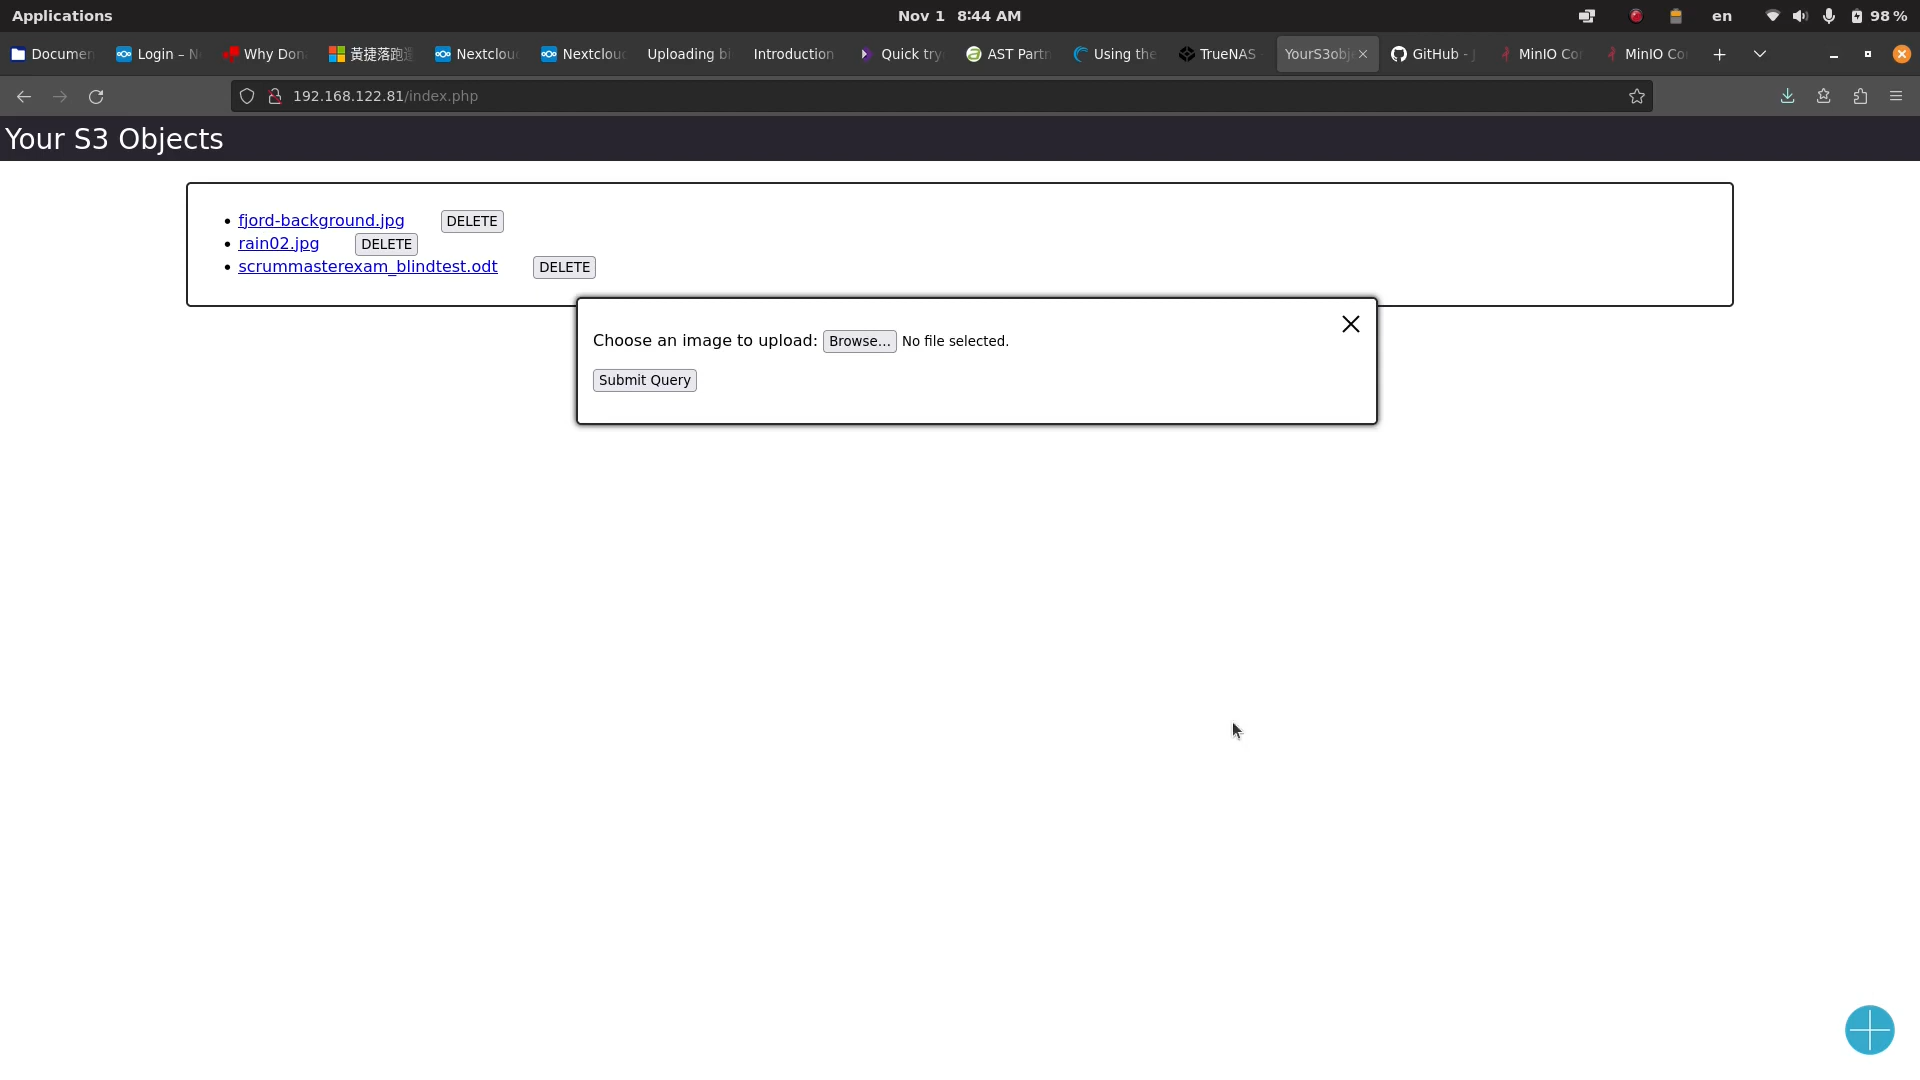 Applications
Nov 1 8:44 AM
en
98 %
Documen
Login – N
Why Don
黃捷落跑
Nextclou
Nextclou
Uploading bi
Introduction
Quick try
AST Partn
Using the
TrueNAS
YourS3obj
GitHub - J
MinIO Co
MinIO Co
192.168.122.81/index.php
Your S3 Objects
• fjord-background.jpg DELETE
• rain02.jpg DELETE
• scrummasterexam_blindtest.odt DELETE
Choose an image to upload: Browse... No file selected.
Submit Query